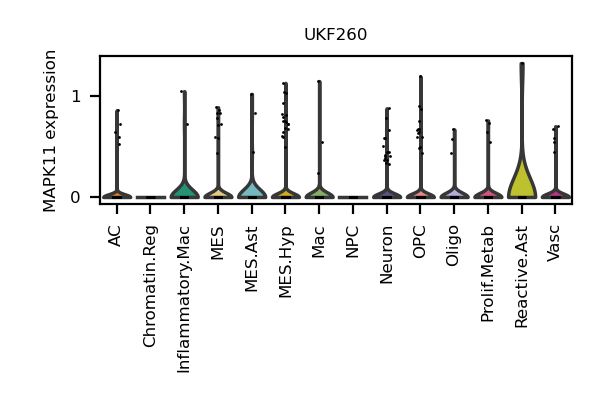 UKF260
MAPK11 expression
1
0
AC
Chromatin.Reg
Inflammatory.Mac
MES
MES.Ast
MES.Hyp
Mac
NPC
Neuron
OPC
Oligo
Prolif.Metab
Reactive.Ast
Vasc